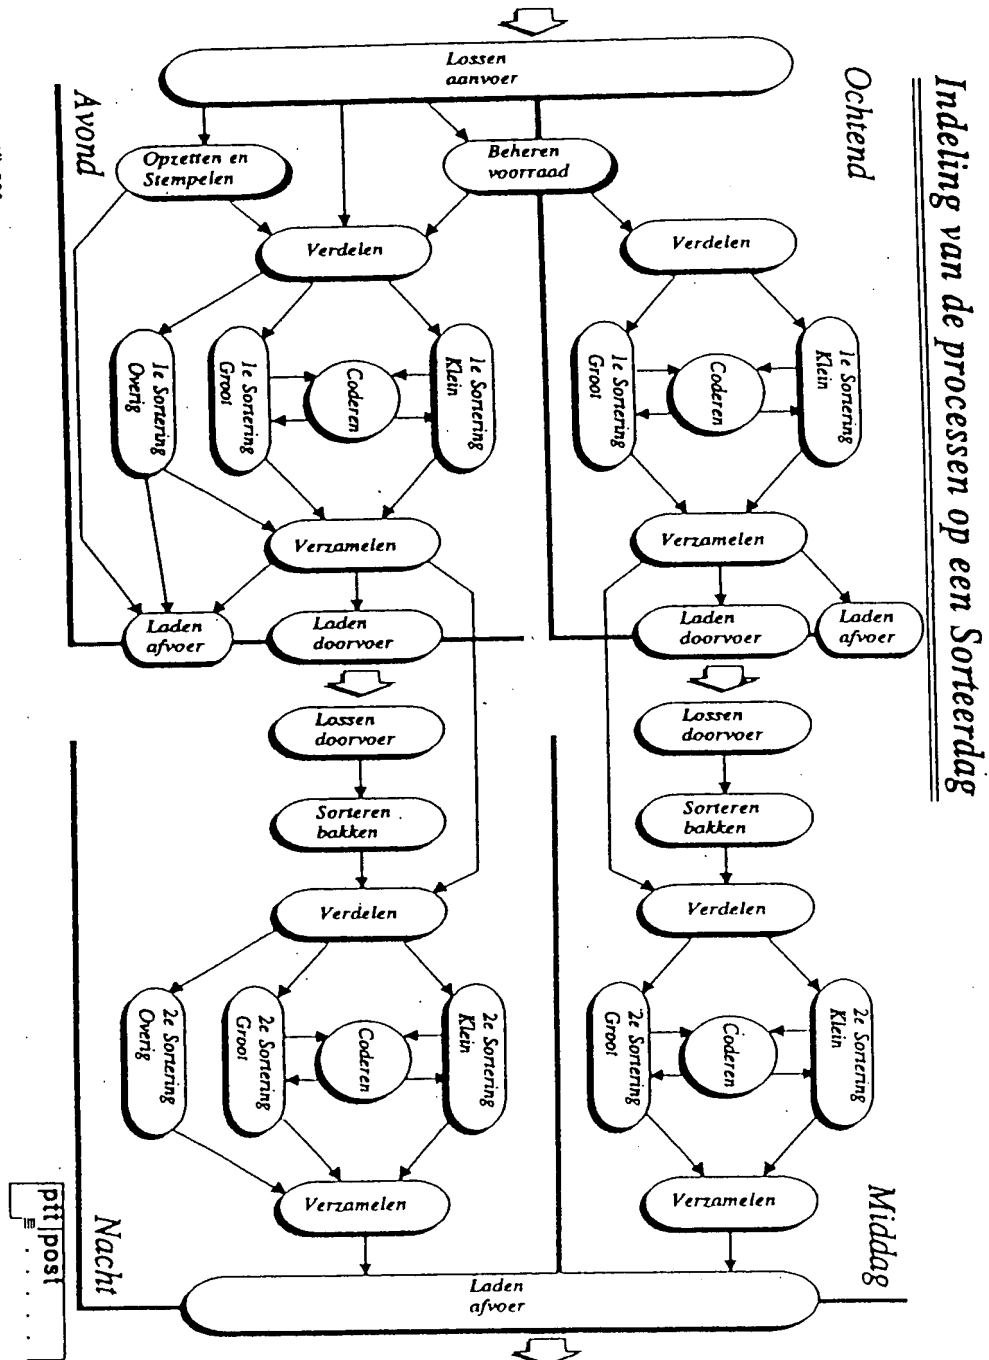 Indeling van de processen op een Sorteerdag
Ochtend
Avond
Lossen
aanvoer
Opzetten en
Stempelen
Beheren
voorraad
Verdelen
Verdelen
1e Sortering
Overig
1e Sortering
Groot
Coderen
1e Sortering
Klein
1e Sortering
Groot
Coderen
1e Sortering
Klein
Verzamelen
Verzamelen
Laden
afvoer
Laden
doorvoer
Laden
doorvoer
Laden
afvoer
Lossen
doorvoer
Lossen
doorvoer
Sorteren
bakken
Sorteren
bakken
Verdelen
Verdelen
2e Sortering
Overig
2e Sortering
Groot
Coderen
2e Sortering
Klein
2e Sortering
Groot
Coderen
2e Sortering
Klein
Verzamelen
Verzamelen
Laden
afvoer
Middag
Nacht
ptt post